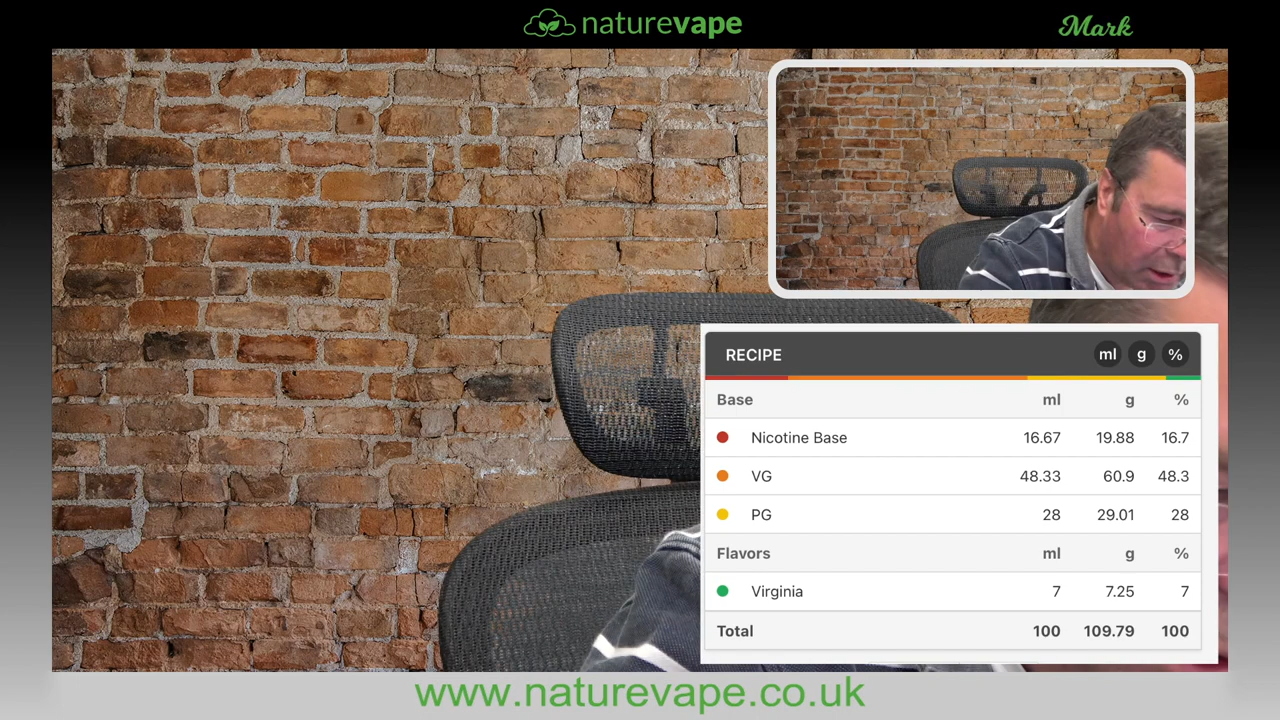 naturevape
Mark
RECIPE ml g %
Base ml g %
Nicotine Base 16.67 19.88 16.7
VG 48.33 60.9 48.3
PG 28 29.01 28
Flavors ml g %
Virginia 7 7.25 7
Total 100 109.79 100
www.naturevape.co.uk